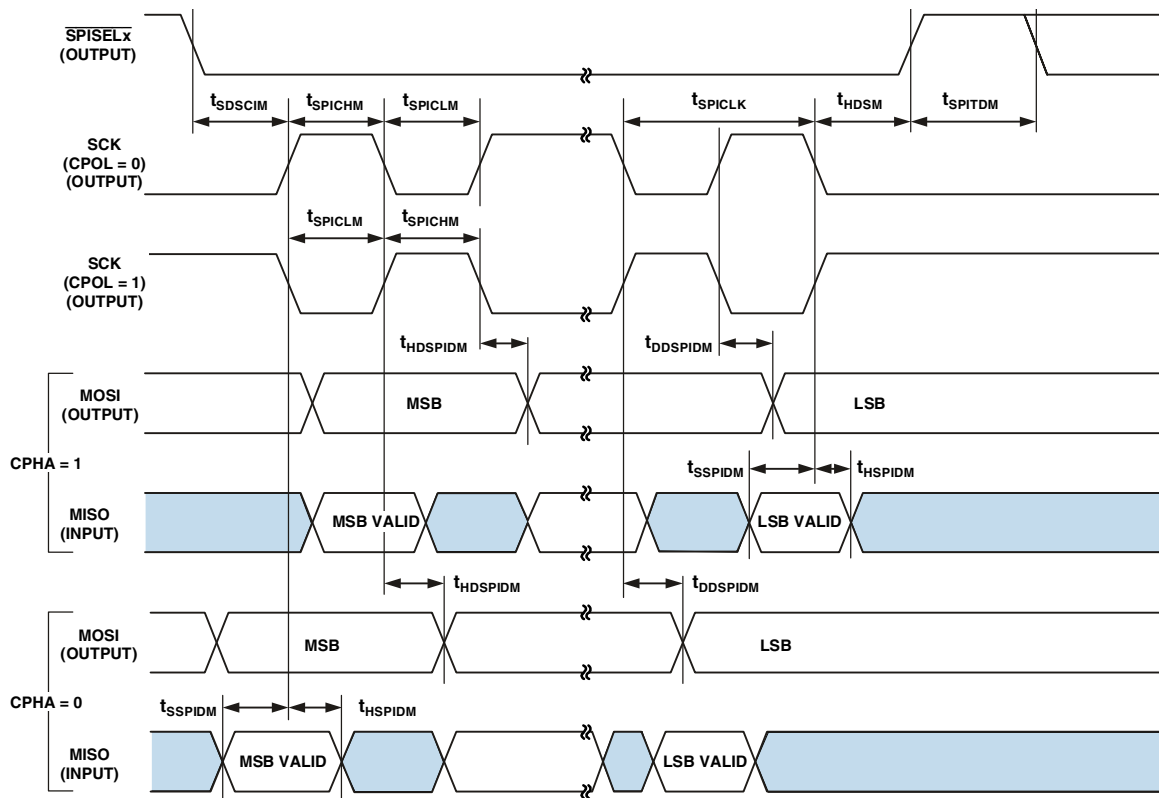 SPISELx
(OUTPUT)
tSDSCIM
tSPICHM
tSPICLM
tSPICLK
tHDSM
tSPITDM
SCK
(CPOL = 0)
(OUTPUT)
tSPICLM
tSPICHM
SCK
(CPOL = 1)
(OUTPUT)
tHDSPIDM
tDDSPIDM
MOSI
(OUTPUT)
MSB
LSB
CPHA = 1
tSSPIDM
tHSPIDM
MISO
(INPUT)
MSB VALID
LSB VALID
tHDSPIDM
tDDSPIDM
MOSI
(OUTPUT)
MSB
LSB
CPHA = 0
tSSPIDM
tHSPIDM
MISO
(INPUT)
MSB VALID
LSB VALID